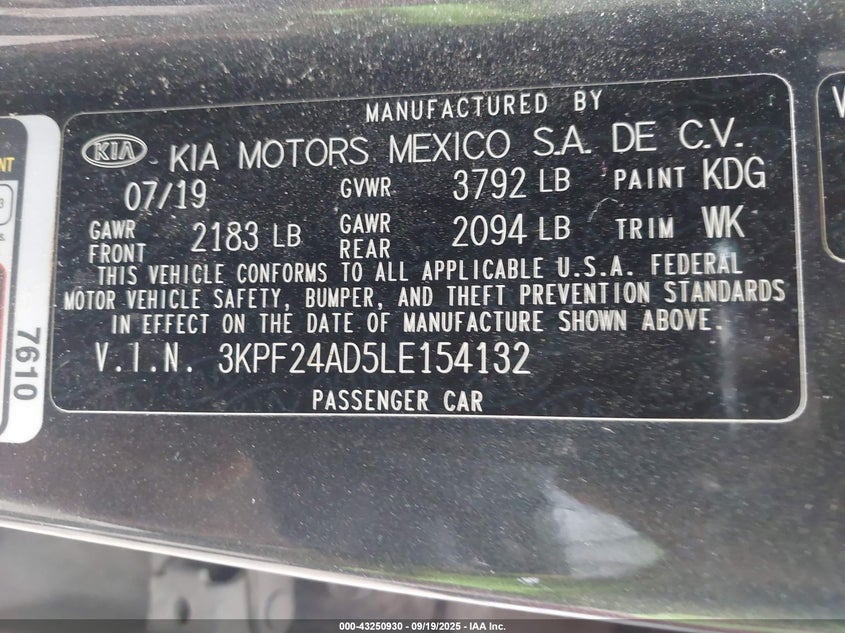 MANUFACTURED BY
KIA KIA MOTORS MEXICO S.A. DE C.V.
07/19 GVWR 3792 LB PAINT KDG
GAWR FRONT 2183 LB GAWR REAR 2094 LB TRIM WK
THIS VEHICLE CONFORMS TO ALL APPLICABLE U.S.A. FEDERAL
MOTOR VEHICLE SAFETY, BUMPER, AND THEFT PREVENTION STANDARDS
IN EFFECT ON THE DATE OF MANUFACTURE SHOWN ABOVE.
V.I.N. 3KPF24AD5LE154132
PASSENGER CAR
7610
000-43250930 - 09/19/2025 - IAA Inc.